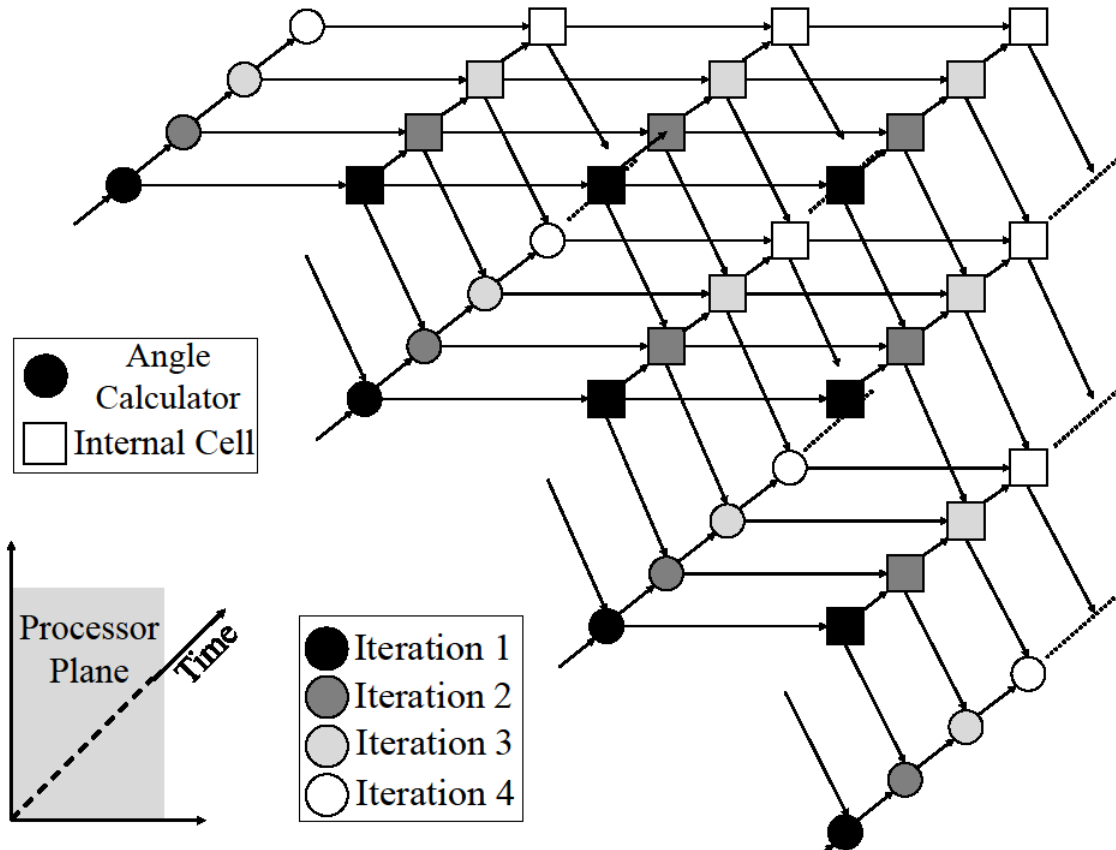 Angle
Calculator
Internal Cell
Processor
Plane
Time
Iteration 1
Iteration 2
Iteration 3
Iteration 4